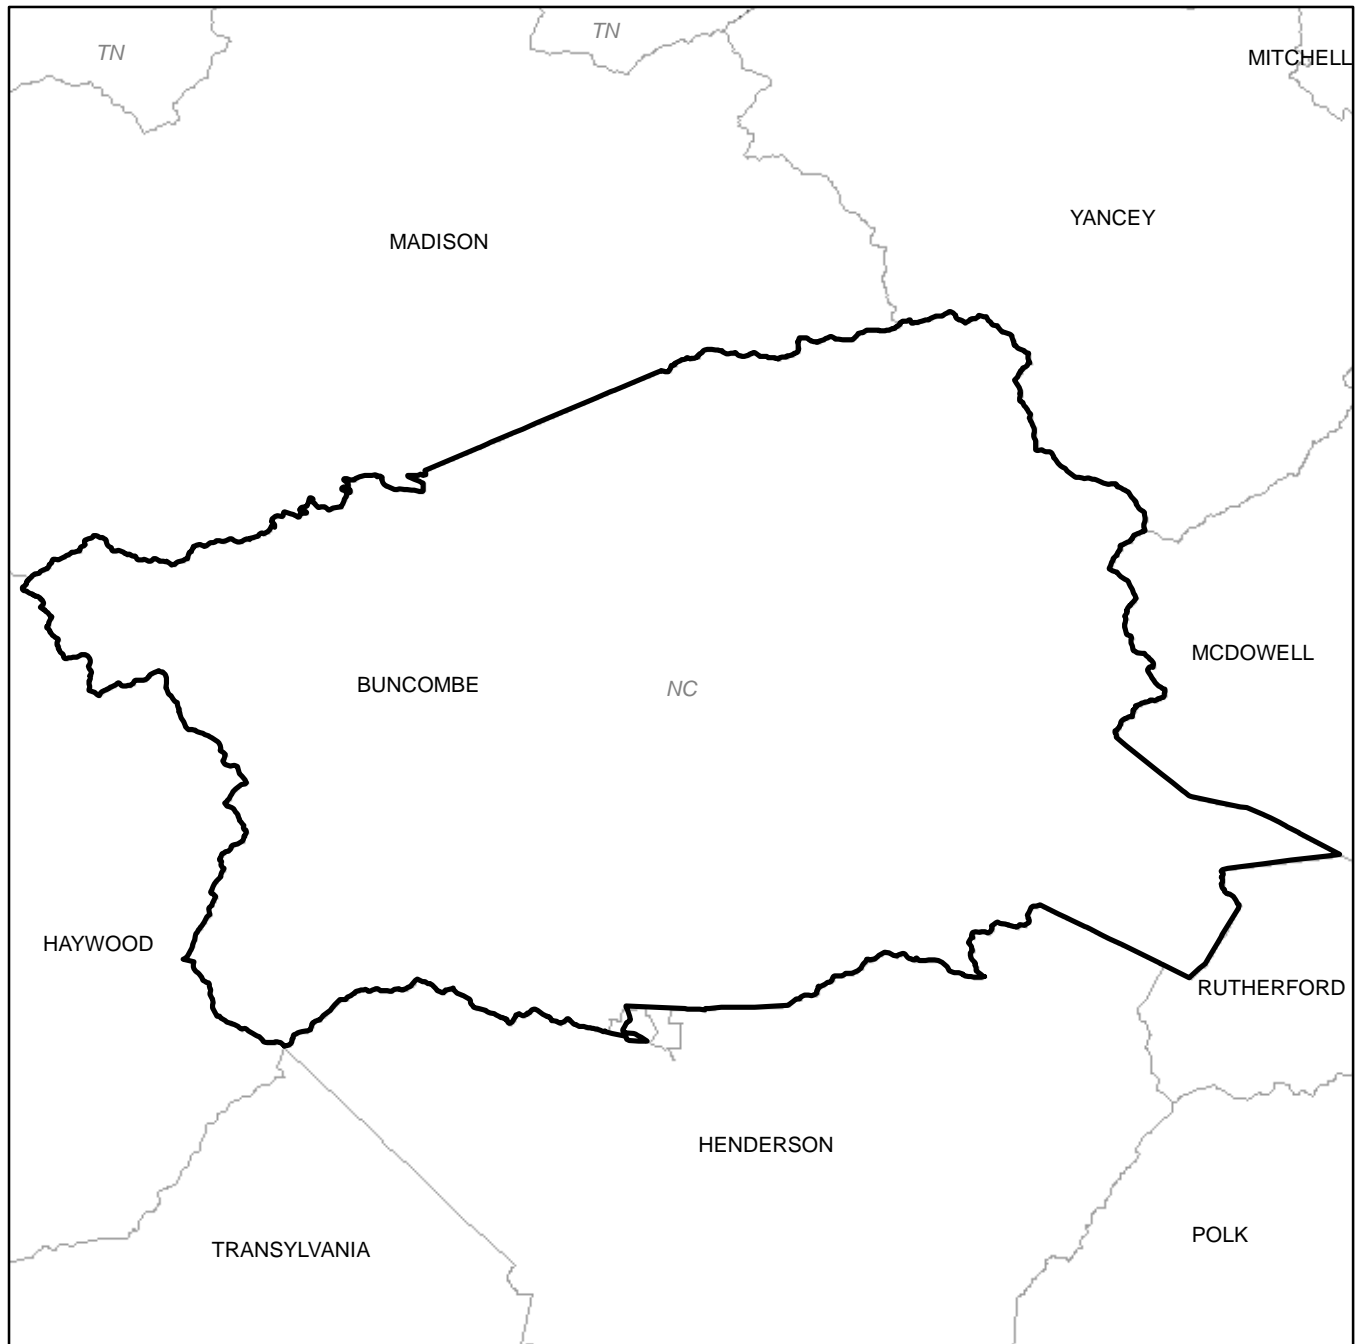 TN
TN
MITCHELL
YANCEY
MADISON
MCDOWELL
BUNCOMBE
NC
HAYWOOD
RUTHERFORD
HENDERSON
POLK
TRANSYLVANIA